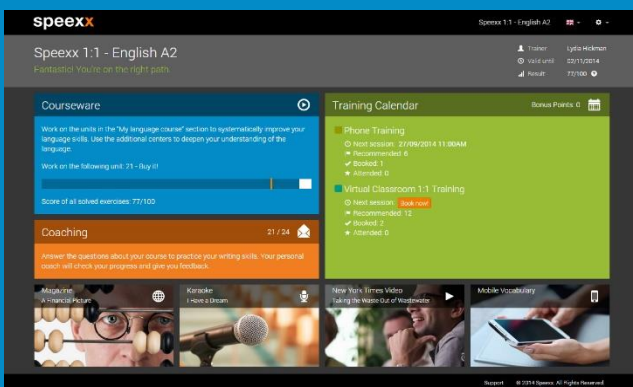 speexx
Speexx 1:1 - English A2
Speexx 1:1 - English A2
Fantastic! You're on the right path.
Trainer Lydia Hickman
Valid until 02/11/2014
Result 77/100
Courseware
Work on the units in the "My language course" section to systematically improve your
language skills. Use the additional centers to deepen your understanding of the
language.
Work on the following unit: 21 - Buy it!
Score of all solved exercises: 77/100
Coaching 21 / 24
Answer the questions about your course to practice your writing skills. Your personal
coach will check your progress and give you feedback.
Training Calendar Bonus Points: 0
Phone Training
Next session: 27/09/2014 11:00AM
Recommended: 6
Booked: 1
Attended: 0
Virtual Classroom 1:1 Training
Next session: Book now!
Recommended: 12
Booked: 2
Attended: 0
Magazine
A Financial Picture
Karaoke
I Have a Dream
New York Times Video
Taking the Waste Out of Wastewater
Mobile Vocabulary
Support © 2014 Speexx. All Rights Reserved